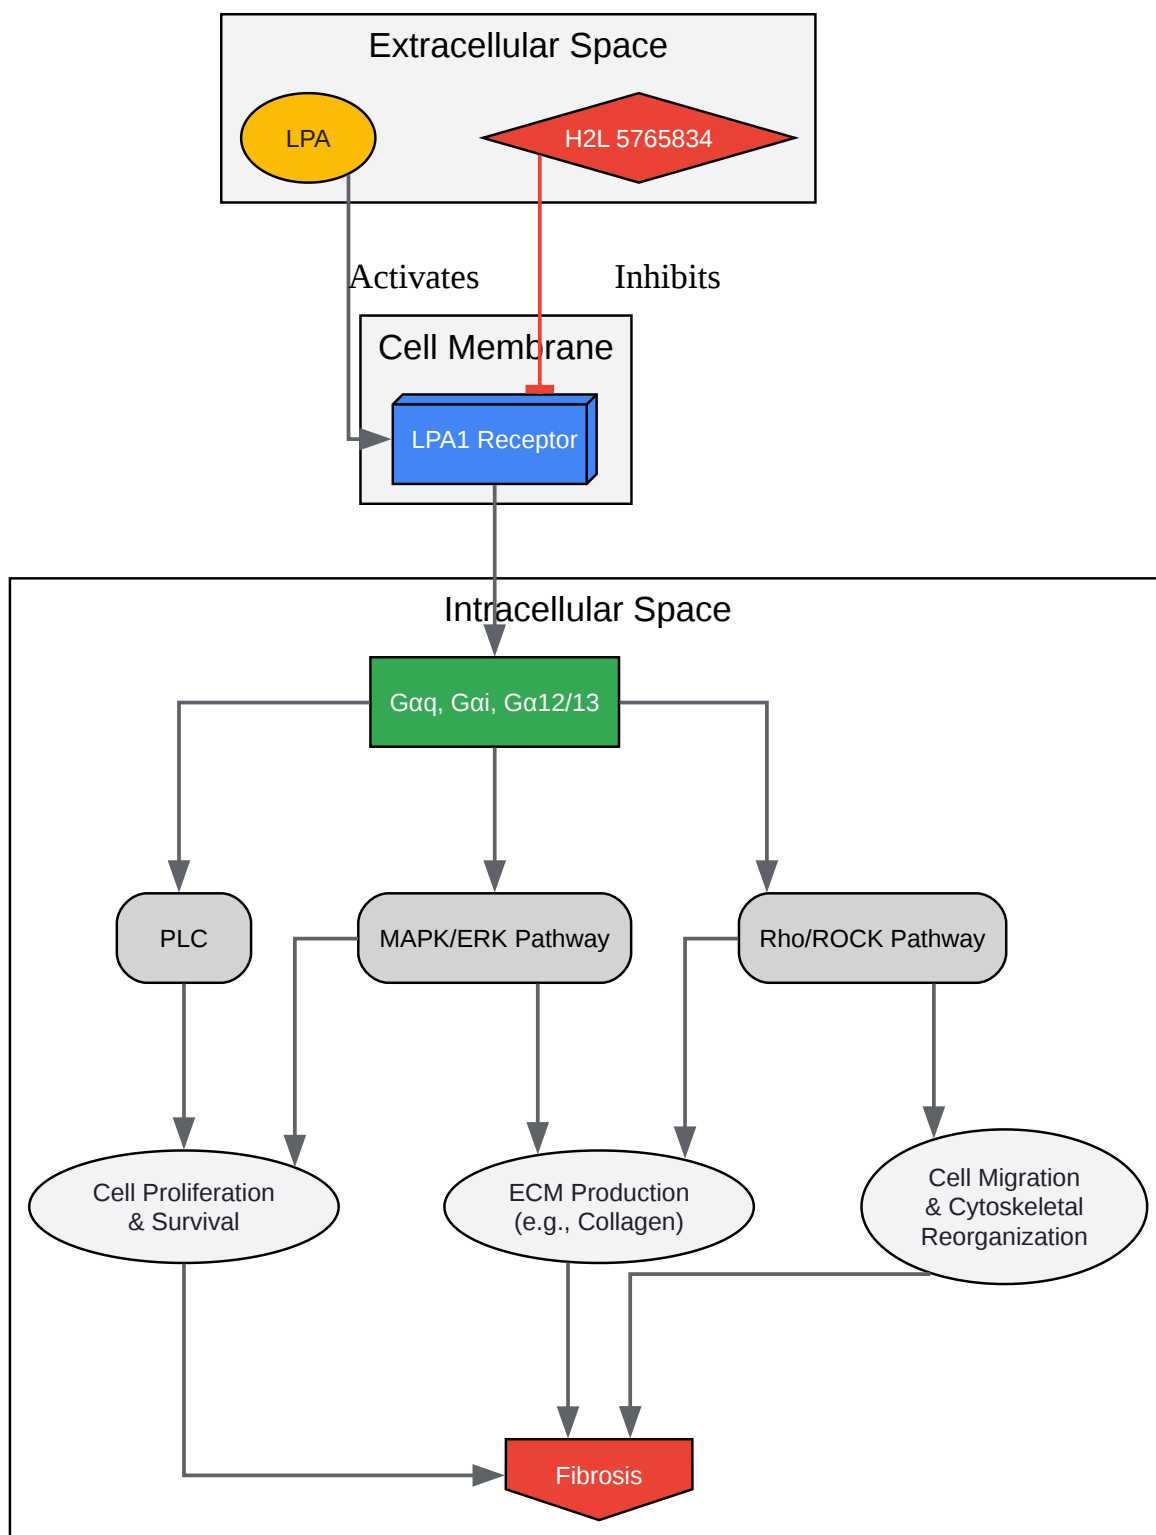 Extracellular Space
LPA
H2L 5765834
Activates
Inhibits
Cell Membrane
LPA1 Receptor
Intracellular Space
Gαq, Gαi, Gα12/13
PLC
MAPK/ERK Pathway
Rho/ROCK Pathway
Cell Proliferation
& Survival
ECM Production
(e.g., Collagen)
Cell Migration
& Cytoskeletal
Reorganization
Fibrosis